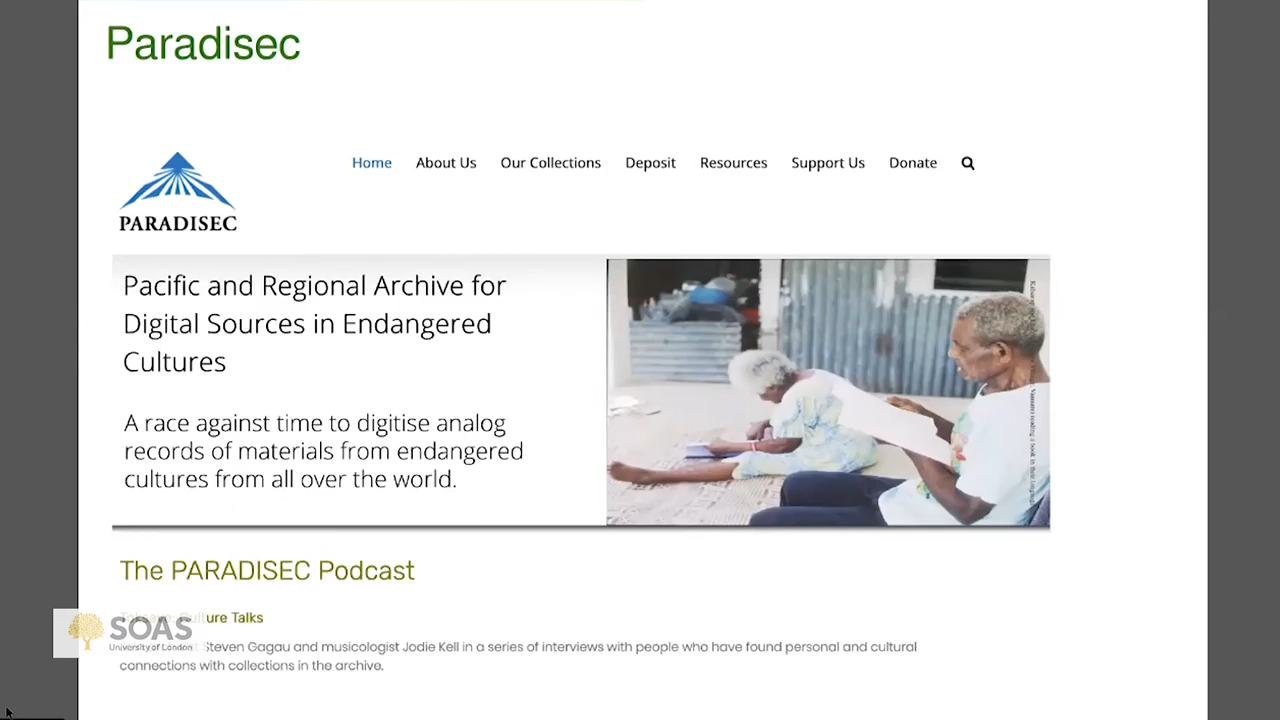 Paradisec
Home About Us Our Collections Deposit Resources Support Us Donate
PARADISEC
Pacific and Regional Archive for
Digital Sources in Endangered
Cultures
A race against time to digitise analog
records of materials from endangered
cultures from all over the world.
The PARADISEC Podcast
Culture Talks
SOAS
University of London
Steven Gagau and musicologist Jodie Kell in a series of interviews with people who have found personal and cultural
connections with collections in the archive.